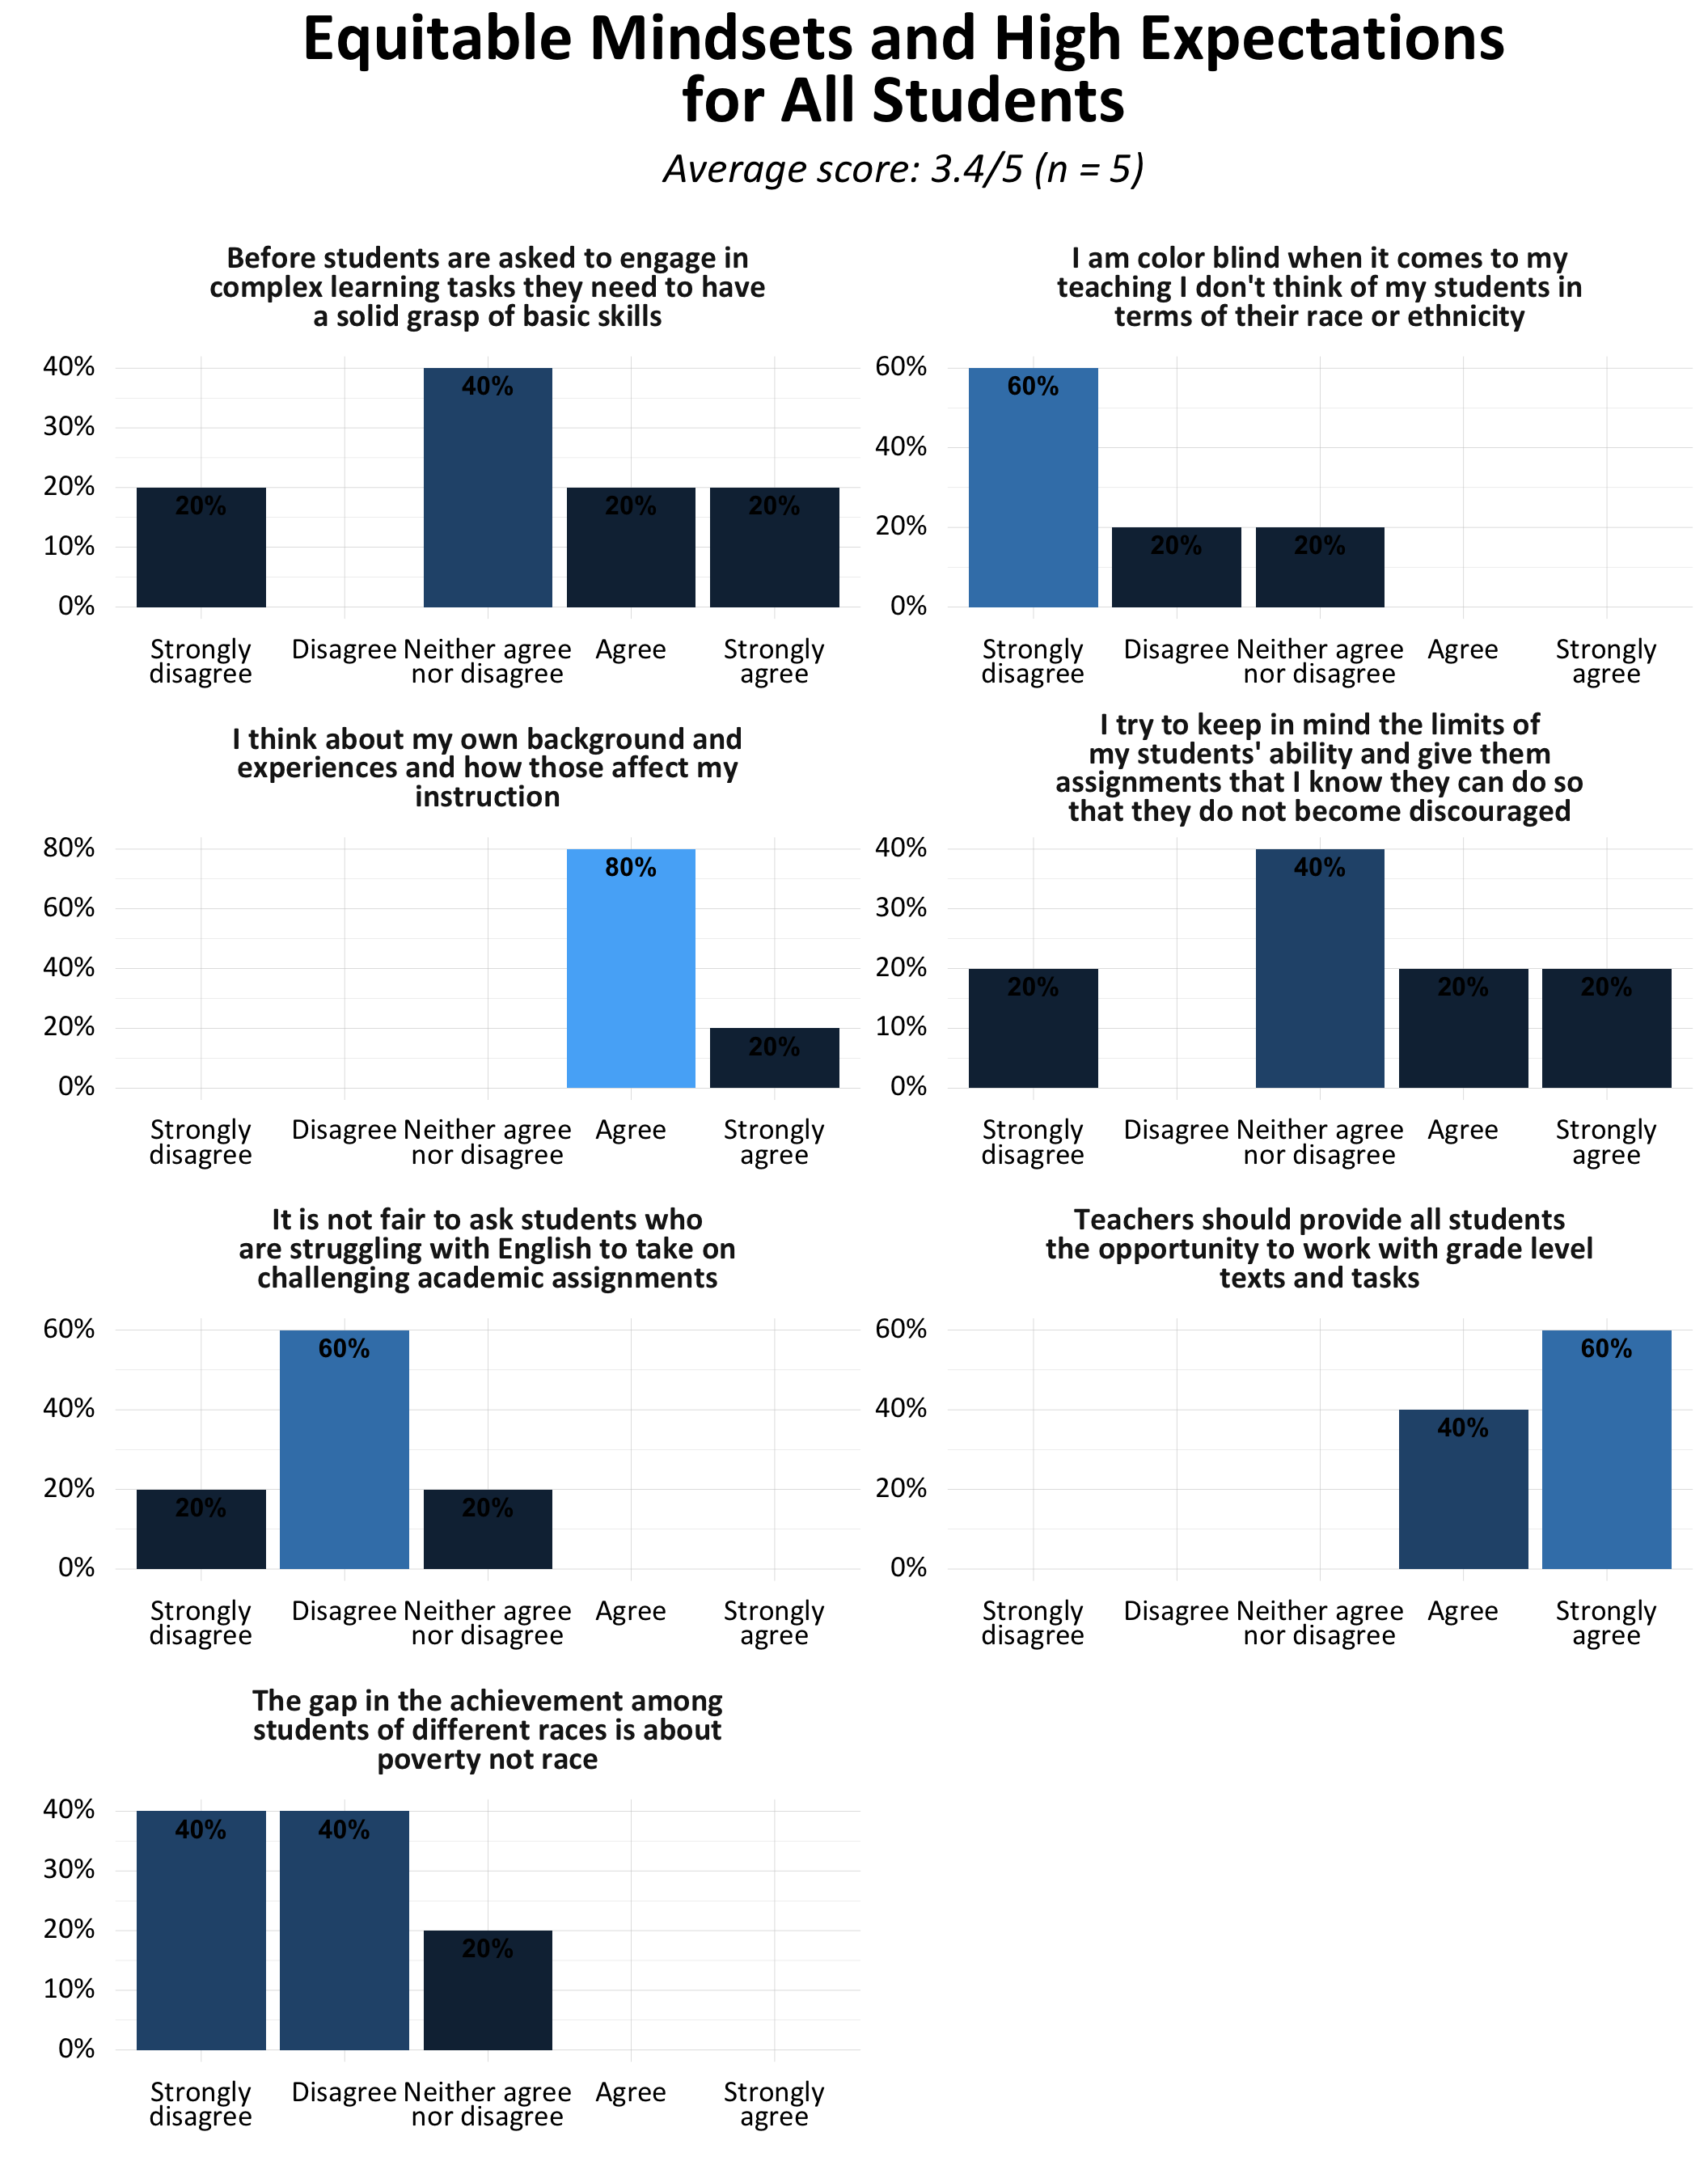 Equitable Mindsets and High Expectations
for All Students
Average score: 3.4/5 (n = 5)
Before students are asked to engage in
complex learning tasks they need to have
a solid grasp of basic skills
40%
30%
20%
10%
0%
20%
40%
20%
20%
Strongly
disagree
Disagree
Neither agree
nor disagree
Agree
Strongly
agree
I am color blind when it comes to my
teaching I don't think of my students in
terms of their race or ethnicity
60%
40%
20%
0%
60%
20%
20%
Strongly
disagree
Disagree
Neither agree
nor disagree
Agree
Strongly
agree
I think about my own background and
experiences and how those affect my
instruction
80%
60%
40%
20%
0%
80%
20%
Strongly
disagree
Disagree
Neither agree
nor disagree
Agree
Strongly
agree
I try to keep in mind the limits of
my students' ability and give them
assignments that I know they can do so
that they do not become discouraged
40%
30%
20%
10%
0%
20%
40%
20%
20%
Strongly
disagree
Disagree
Neither agree
nor disagree
Agree
Strongly
agree
It is not fair to ask students who
are struggling with English to take on
challenging academic assignments
60%
40%
20%
0%
20%
60%
20%
Strongly
disagree
Disagree
Neither agree
nor disagree
Agree
Strongly
agree
Teachers should provide all students
the opportunity to work with grade level
texts and tasks
60%
40%
20%
0%
40%
60%
Strongly
disagree
Disagree
Neither agree
nor disagree
Agree
Strongly
agree
The gap in the achievement among
students of different races is about
poverty not race
40%
30%
20%
10%
0%
40%
40%
20%
Strongly
disagree
Disagree
Neither agree
nor disagree
Agree
Strongly
agree